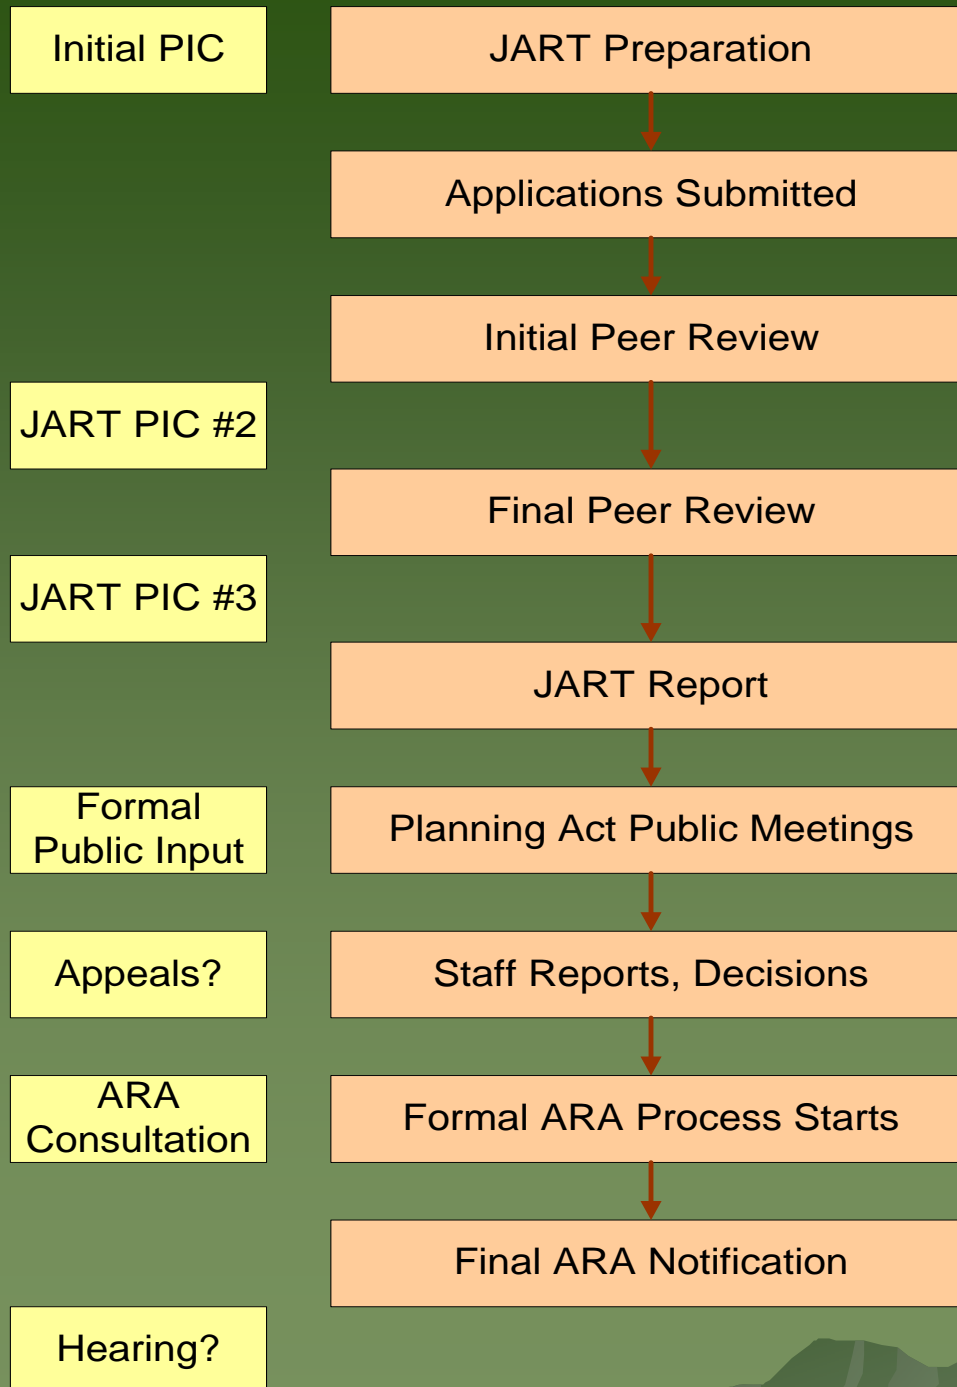 Initial PIC
JART Preparation
Applications Submitted
Initial Peer Review
JART PIC #2
Final Peer Review
JART PIC #3
JART Report
Formal
Public Input
Planning Act Public Meetings
Appeals?
Staff Reports, Decisions
ARA
Consultation
Formal ARA Process Starts
Final ARA Notification
Hearing?